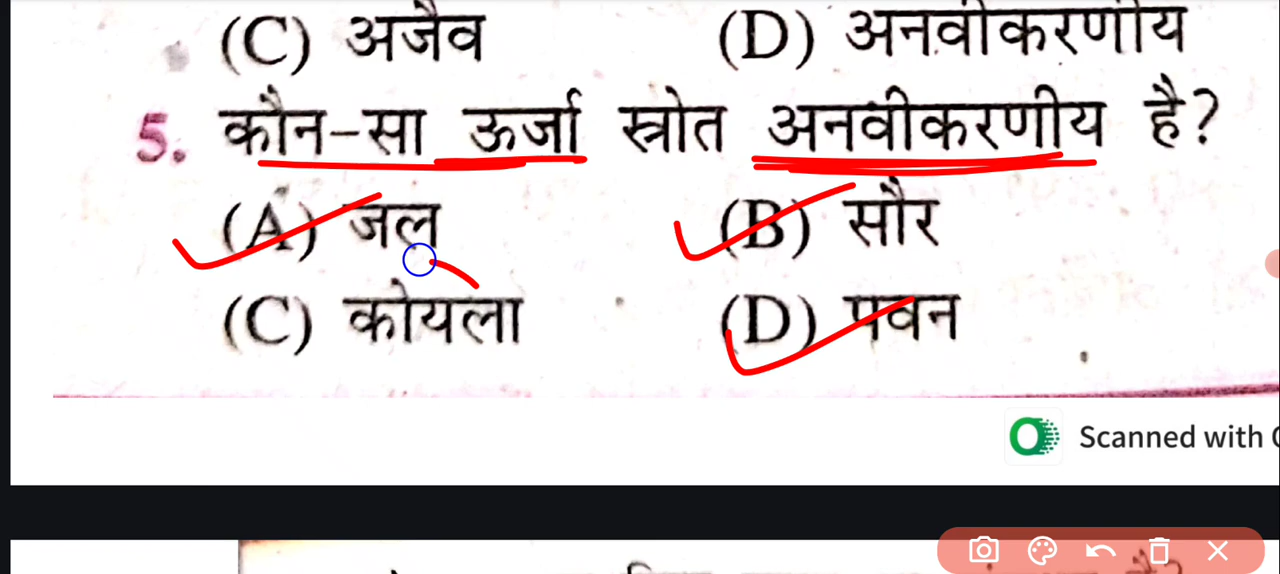 (C) अजैव (D) अनवीकरणीय
5. कौन-सा ऊर्जा स्त्रोत अनवीकरणीय है?
(A) जल (B) सौर
(C) कोयला (D) पवन
Scanned with